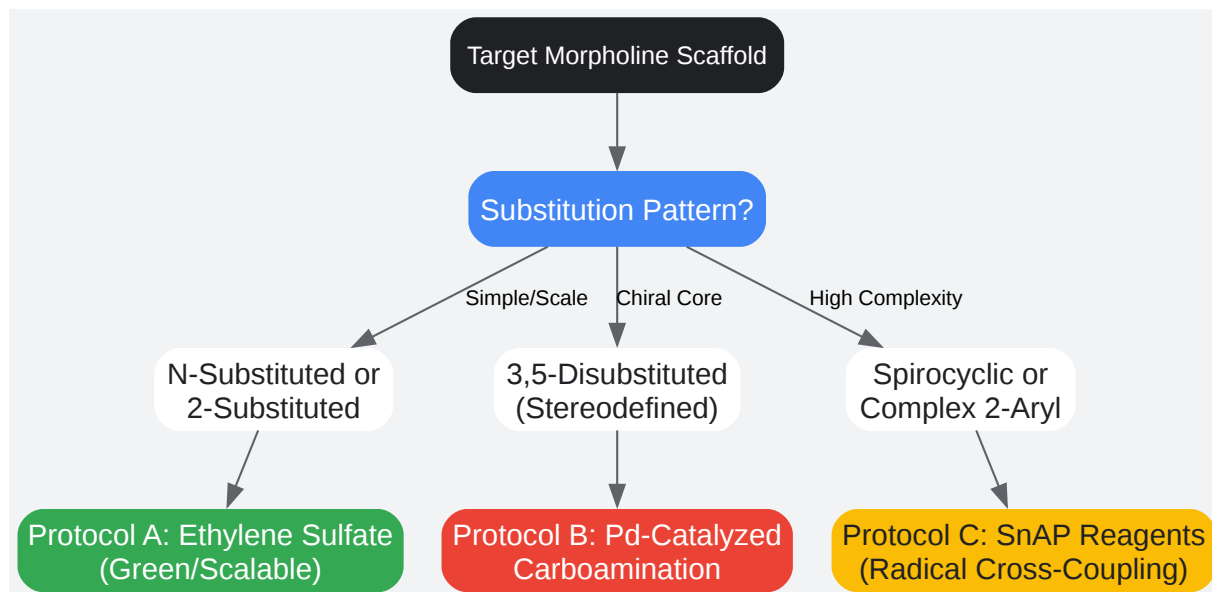 Target Morpholine Scaffold
Substitution Pattern?
Simple/Scale
Chiral Core
High Complexity
N-Substituted or
2-Substituted
3,5-Disubstituted
(Stereodefined)
Spirocyclic or
Complex 2-Aryl
Protocol A: Ethylene Sulfate
(Green/Scalable)
Protocol B: Pd-Catalyzed
Carboamination
Protocol C: SnAP Reagents
(Radical Cross-Coupling)